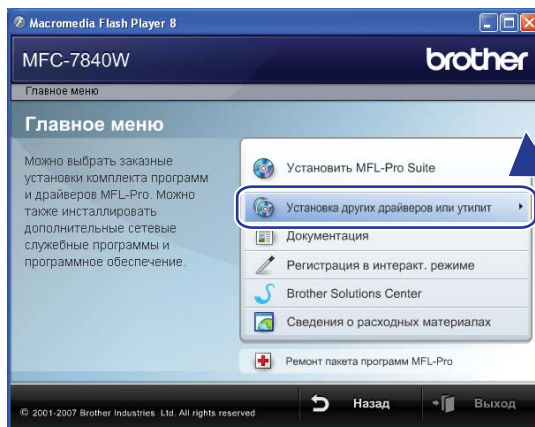 Macromedia Flash Player 8
MFC-7840W
brother
Главное меню
Главное меню
Можно выбрать заказные
установки комплекта программ
и драйверов MFL-Pro. Можно
также инсталлировать
дополнительные сетевые
служебные программы и
программное обеспечение.
Установить MFL-Pro Suite
Установка других драйверов или утилит
Документация
Регистрация в интеракт. режиме
Brother Solutions Center
Сведения о расходных материалах
Ремонт пакета программ MFL-Pro
© 2001-2007 Brother Industries Ltd. All rights reserved
Назад
Выход